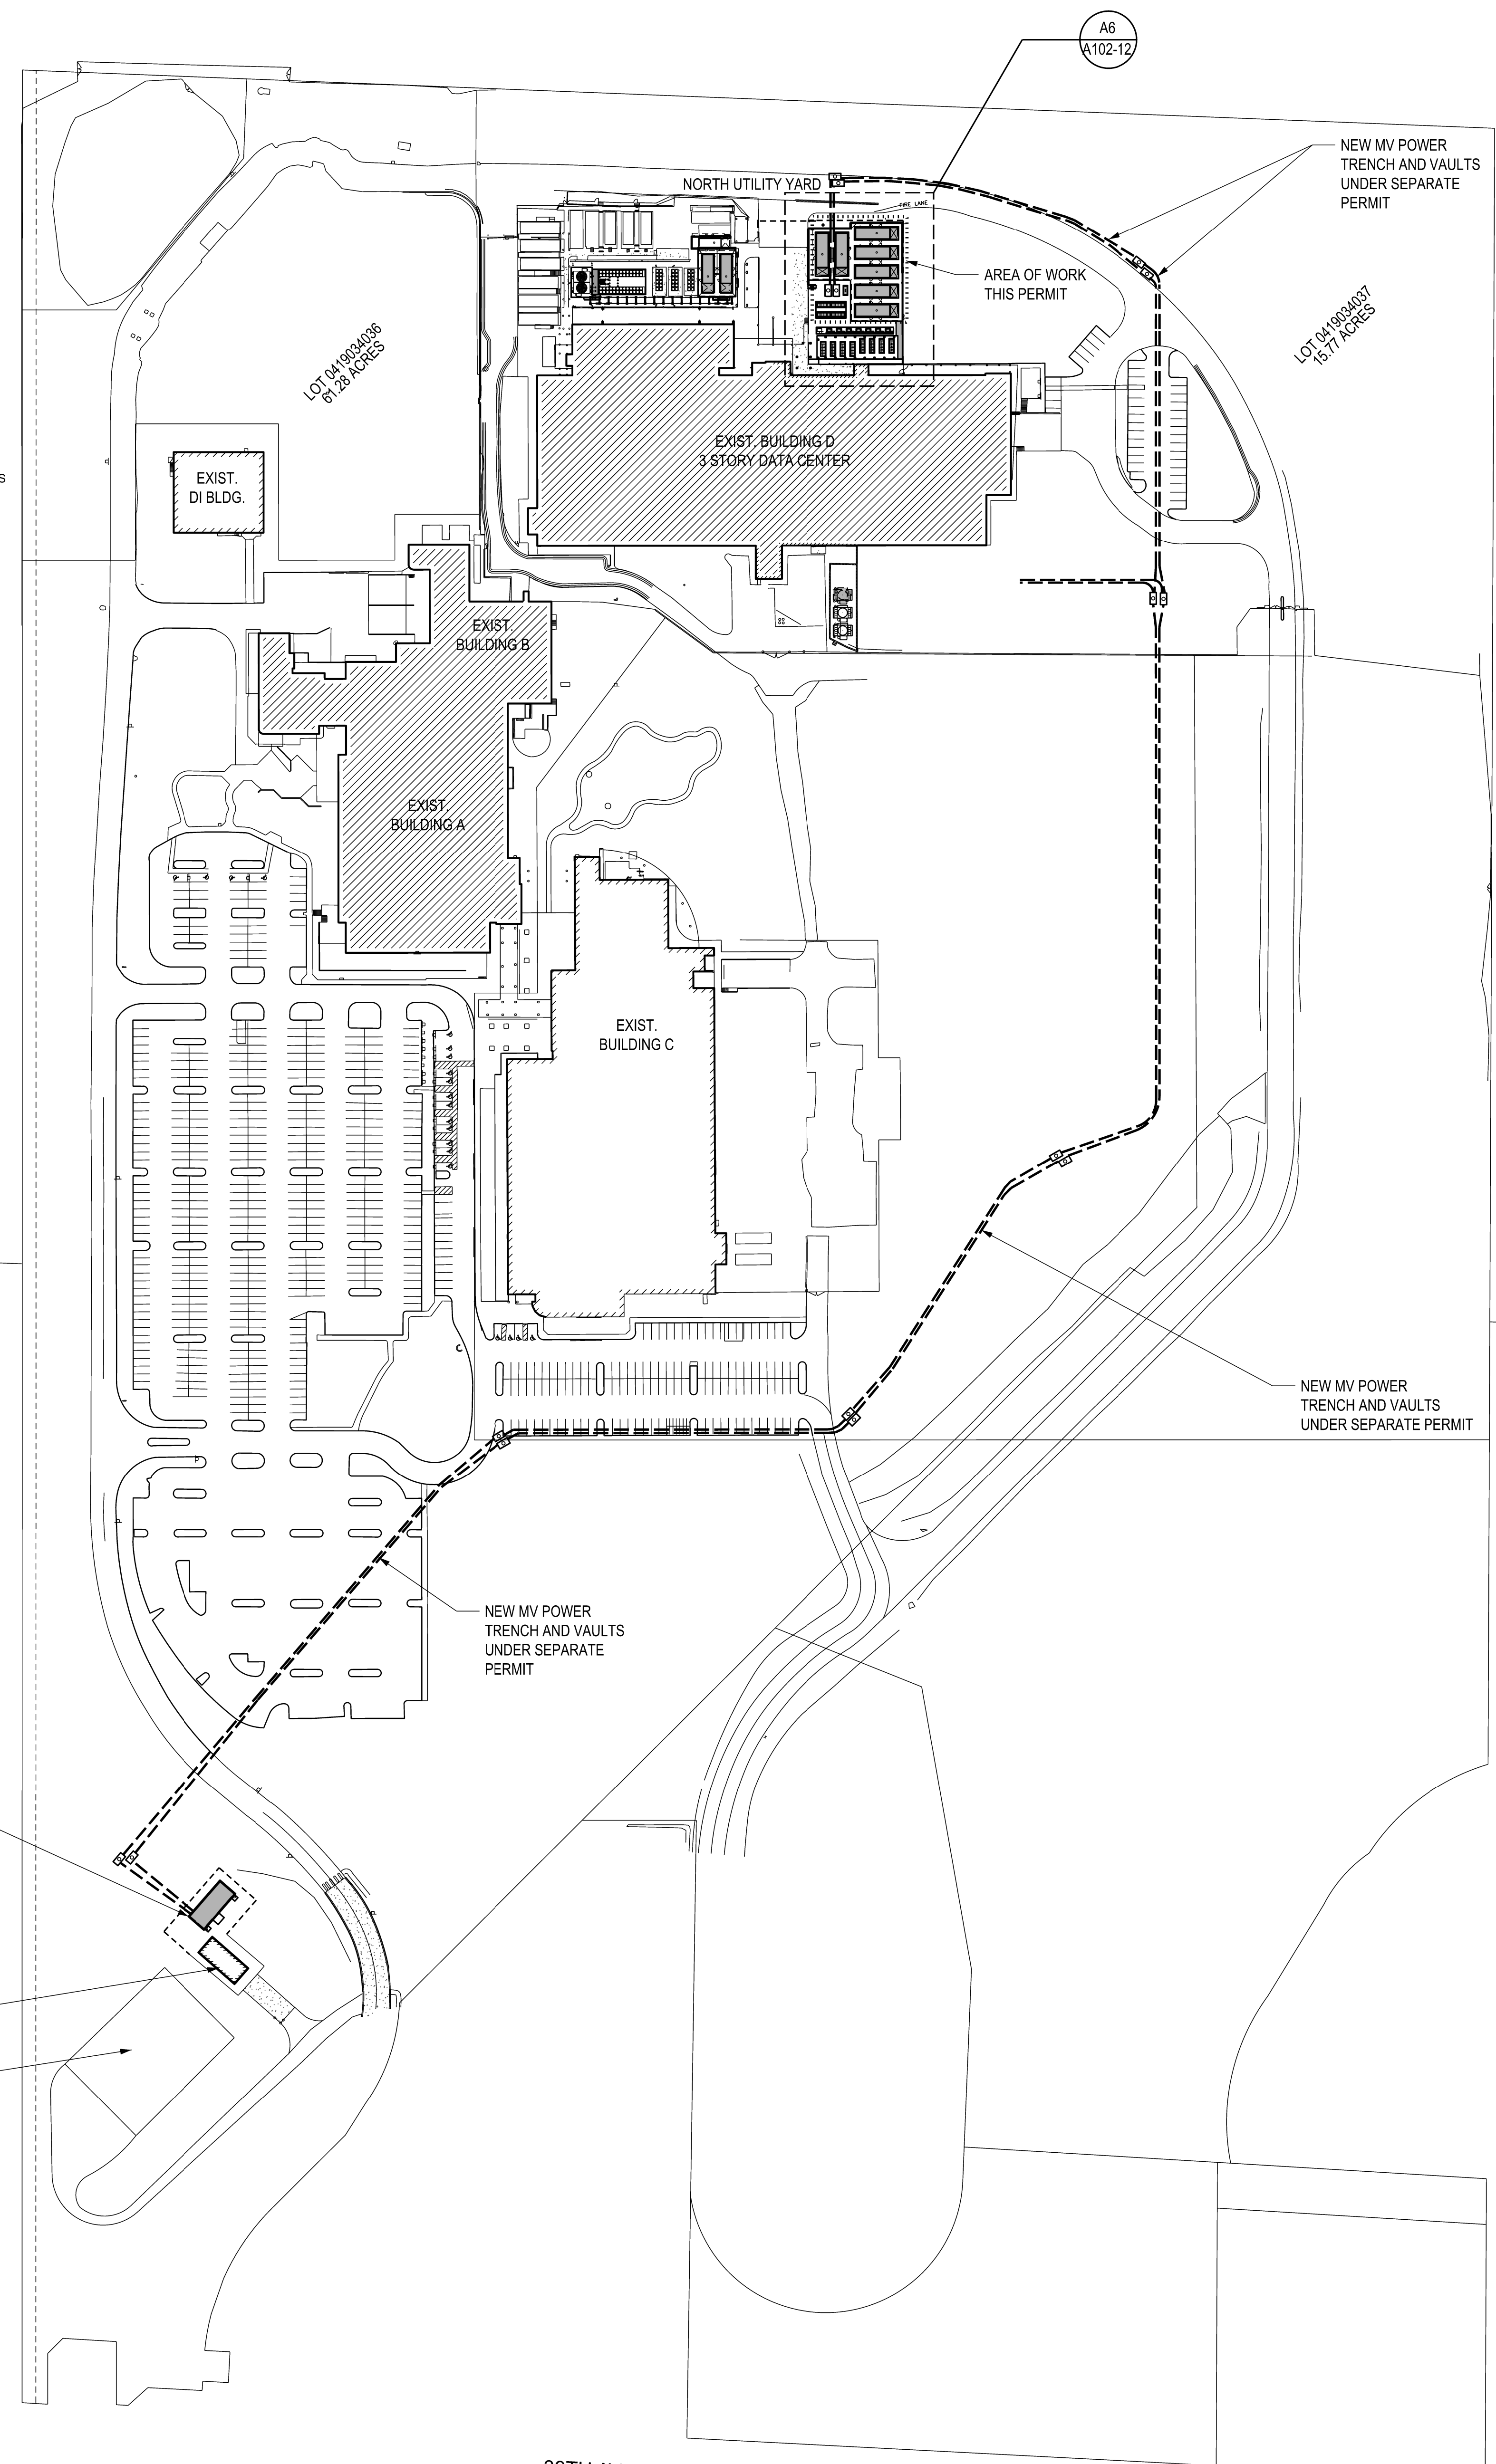 A6
A102-12
NEW MV POWER
TRENCH AND VAULTS
UNDER SEPARATE
PERMIT
NORTH UTILITY YARD
FIRE LANE
AREA OF WORK
THIS PERMIT
LOT 0419034036
61.28 ACRES
LOT 0419034037
15.77 ACRES
EXIST. BUILDING D
3 STORY DATA CENTER
EXIST.
DI BLDG.
S
EXIST.
BUILDING B
EXIST.
BUILDING A
EXIST.
BUILDING C
NEW MV POWER
TRENCH AND VAULTS
UNDER SEPARATE PERMIT
NEW MV POWER
TRENCH AND VAULTS
UNDER SEPARATE
PERMIT